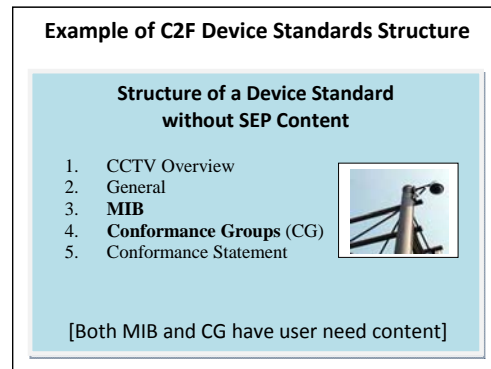 Example of C2F Device Standards Structure
Structure of a Device Standard
without SEP Content
1. CCTV Overview
2. General
3. MIB
4. Conformance Groups (CG)
5. Conformance Statement
[Both MIB and CG have user need content]